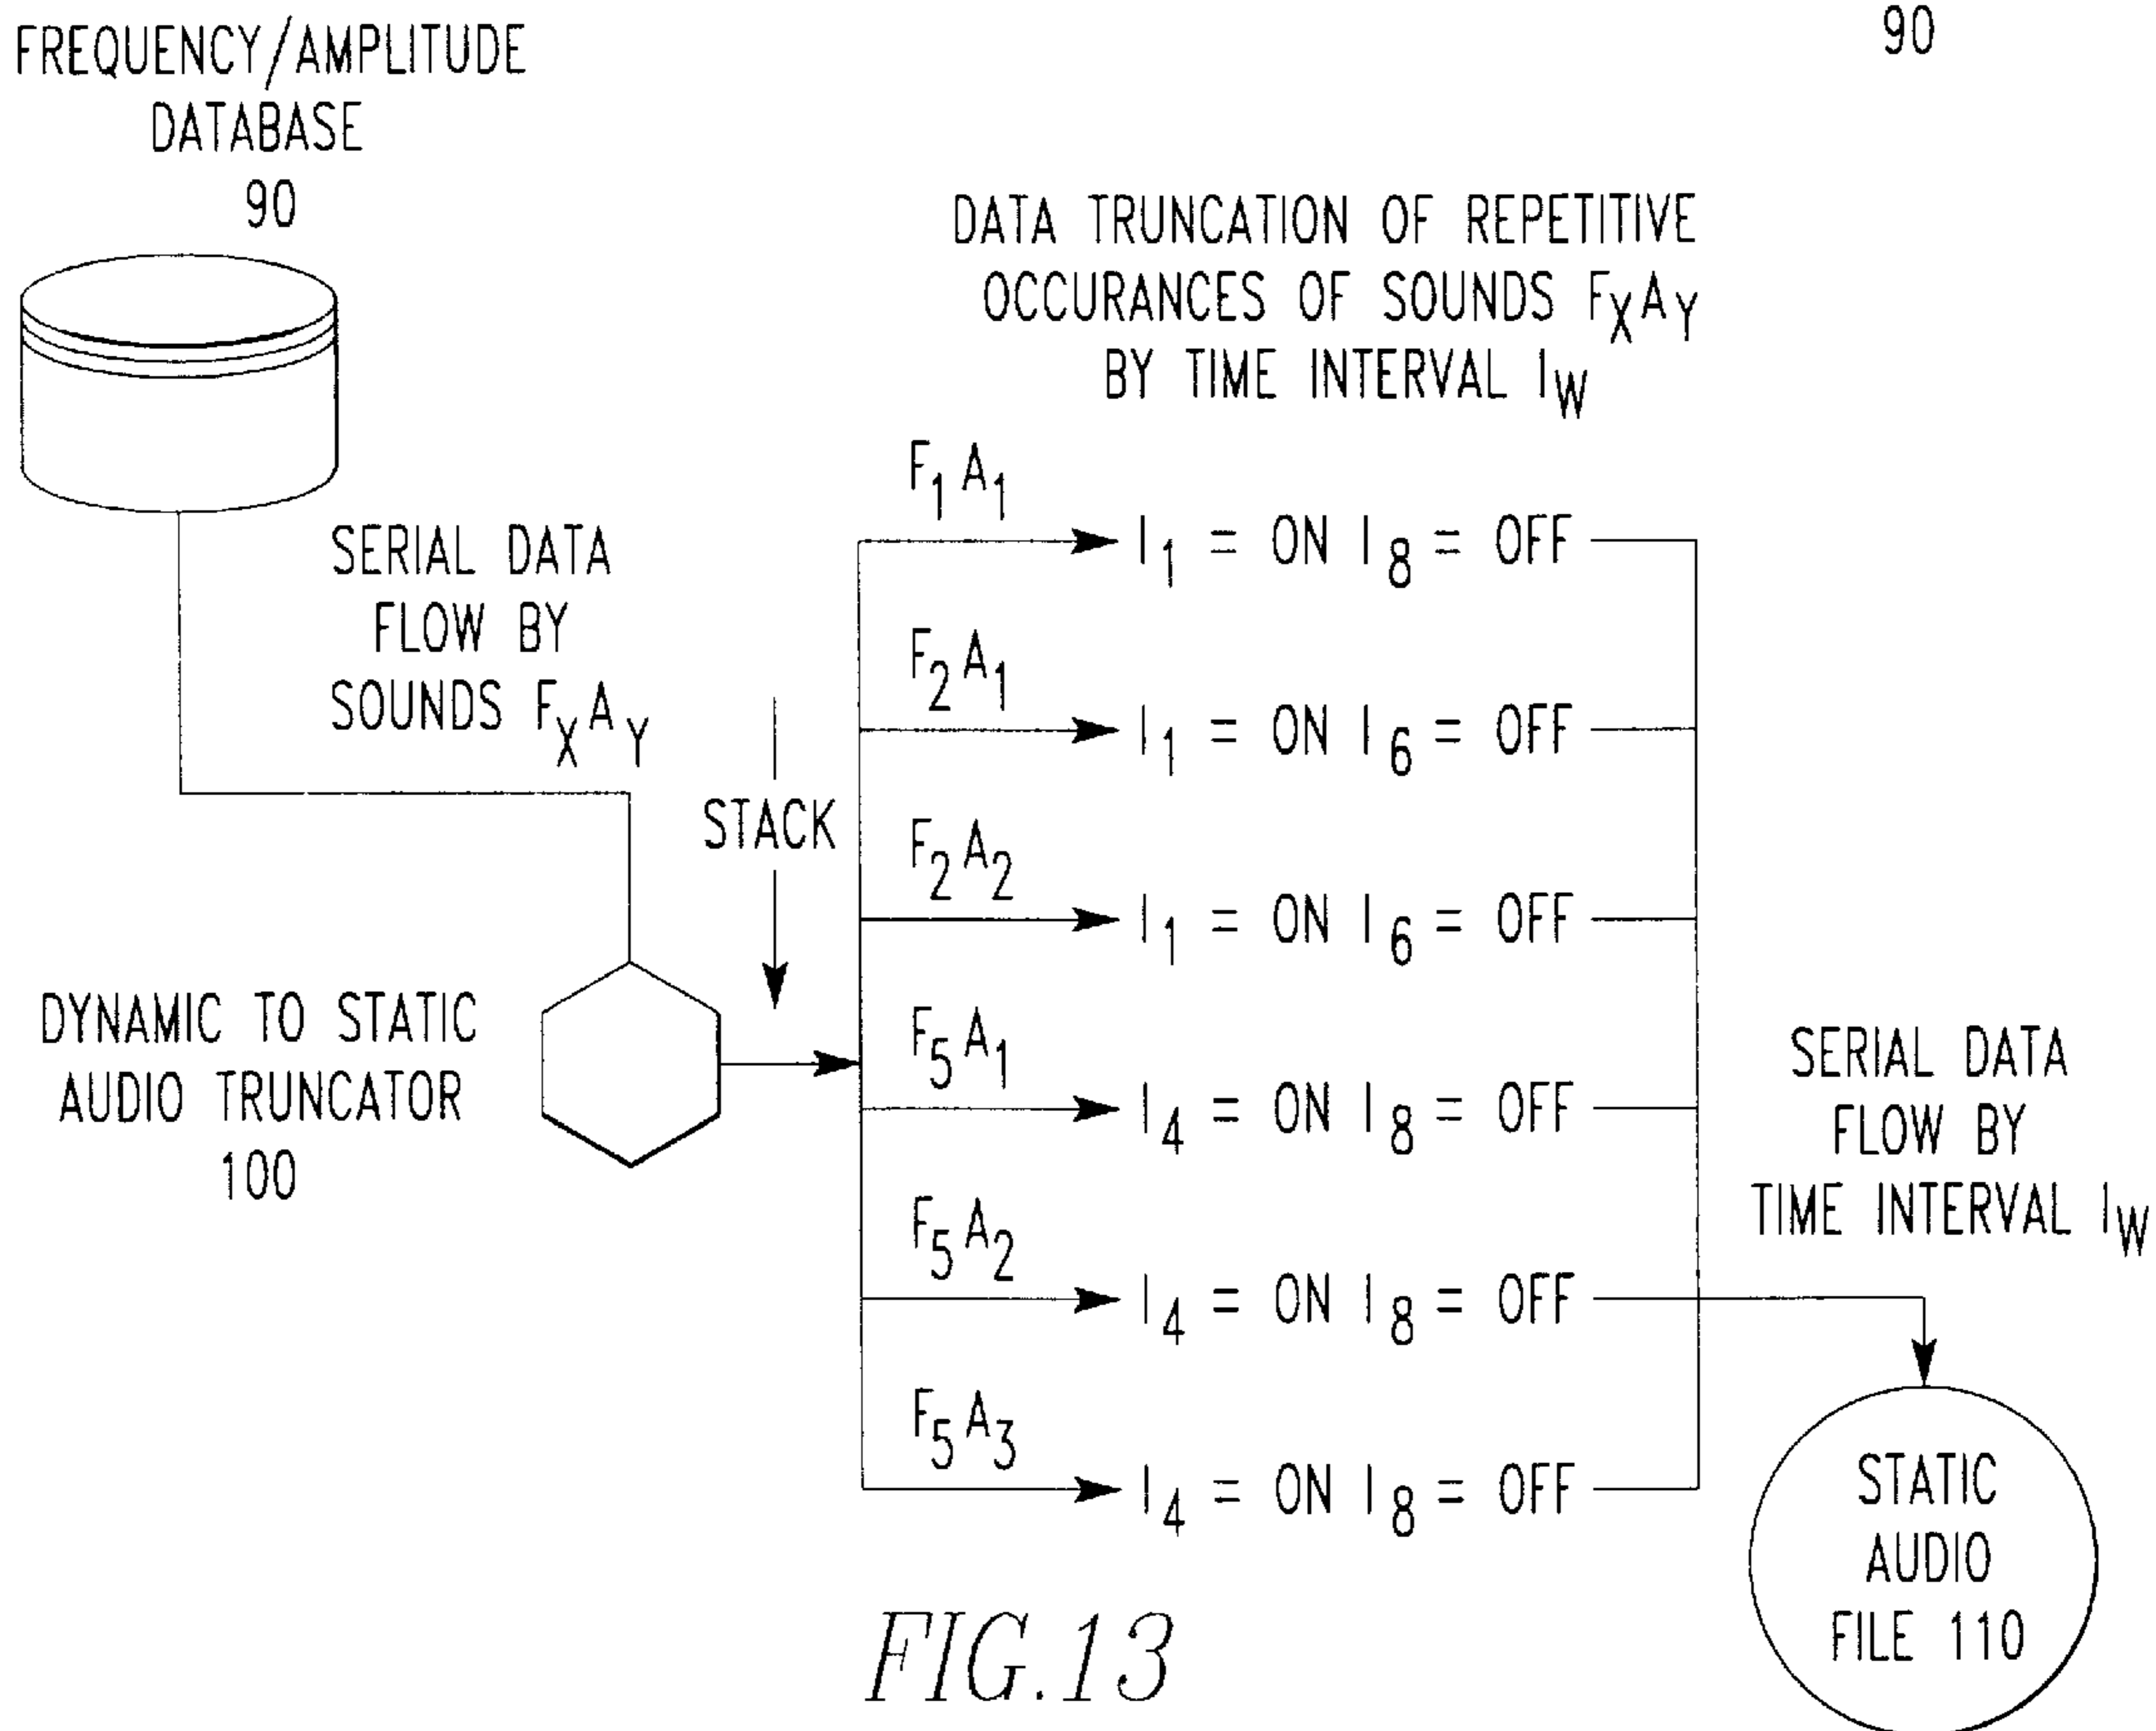 90
FREQUENCY/AMPLITUDE
DATABASE
90
DATA TRUNCATION OF REPETITIVE
OCCURANCES OF SOUNDS FXAY
BY TIME INTERVAL IW
SERIAL DATA
FLOW BY
SOUNDS FXAY
STACK
DYNAMIC TO STATIC
AUDIO TRUNCATOR
100
F1A1
I1 = ON I8 = OFF
F2A1
I1 = ON I6 = OFF
F2A2
I1 = ON I6 = OFF
F5A1
I4 = ON I8 = OFF
F5A2
I4 = ON I8 = OFF
F5A3
I4 = ON I8 = OFF
SERIAL DATA
FLOW BY
TIME INTERVAL IW
STATIC
AUDIO
FILE 110
FIG.13